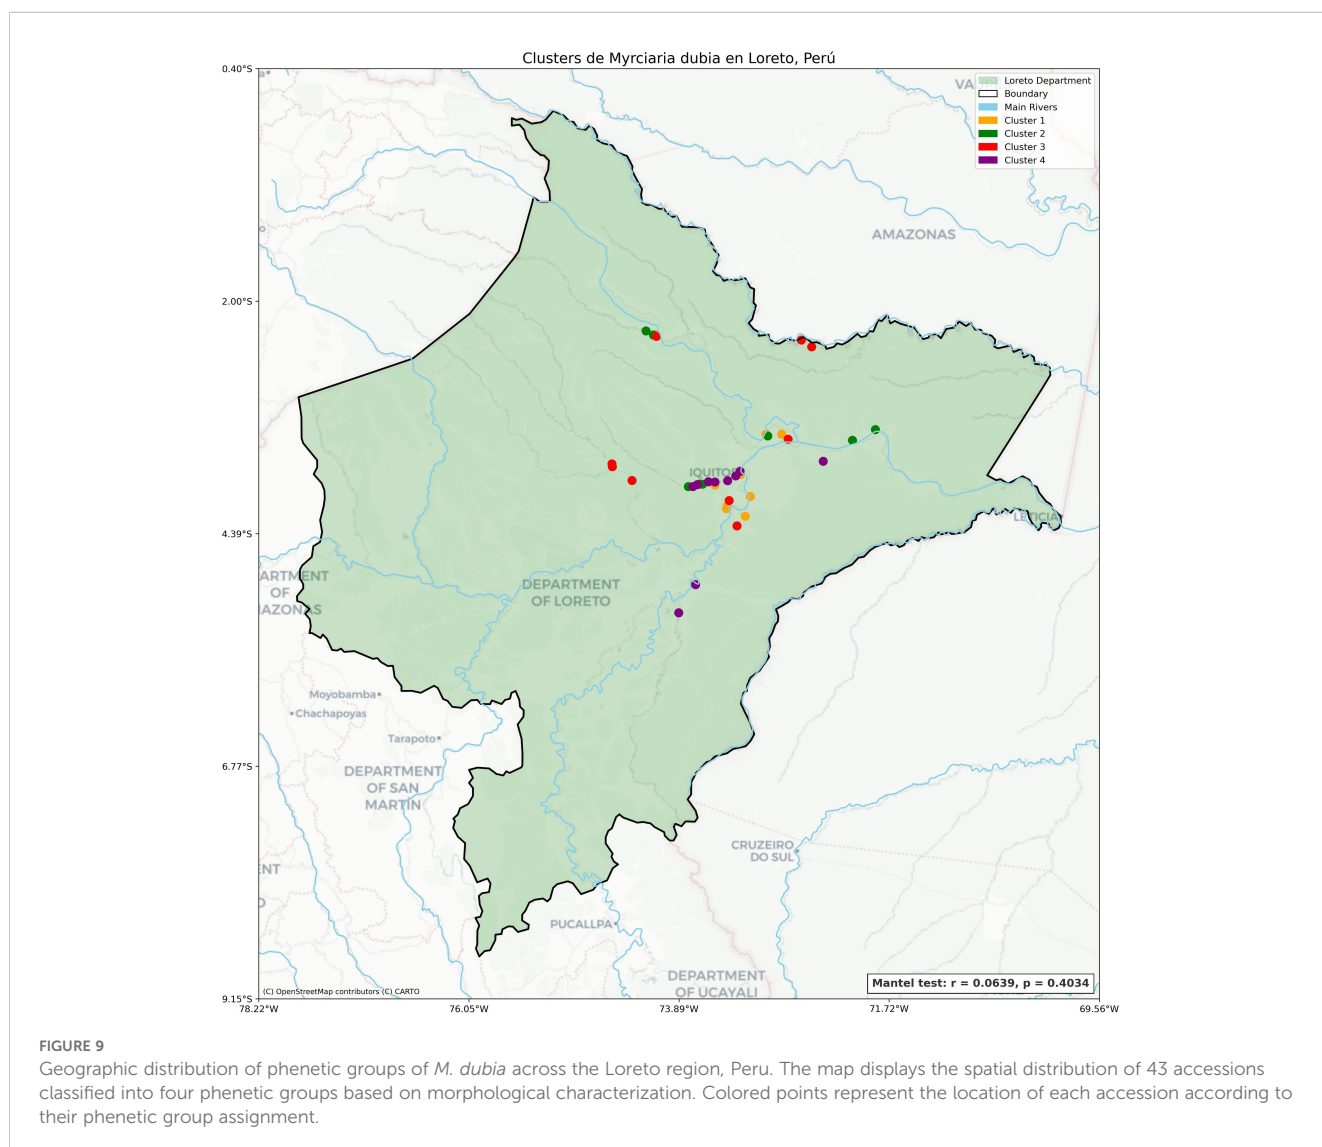 Clusters de Myrciaria dubia en Loreto, Perú
0.40°S
2.00°S
4.39°S
6.77°S
9.15°S
78.22°W
76.05°W
73.89°W
71.72°W
69.56°W
Loreto Department
Boundary
Main Rivers
Cluster 1
Cluster 2
Cluster 3
Cluster 4
VA
AMAZONAS
IQUITOS
LETICIA
ARTMENT
OF
IAZONAS
DEPARTMENT
OF LORETO
Moyobamba
Chachapoyas
Tarapoto
DEPARTMENT
OF SAN
MARTÍN
ENT
CRUZEIRO
DO SUL
PUCALLPA
DEPARTMENT
OF UCAYALI
Mantel test: r = 0.0639, p = 0.4034
(C) OpenStreetMap contributors (C) CARTO
FIGURE 9
Geographic distribution of phenetic groups of M. dubia across the Loreto region, Peru. The map displays the spatial distribution of 43 accessions
classified into four phenetic groups based on morphological characterization. Colored points represent the location of each accession according to
their phenetic group assignment.